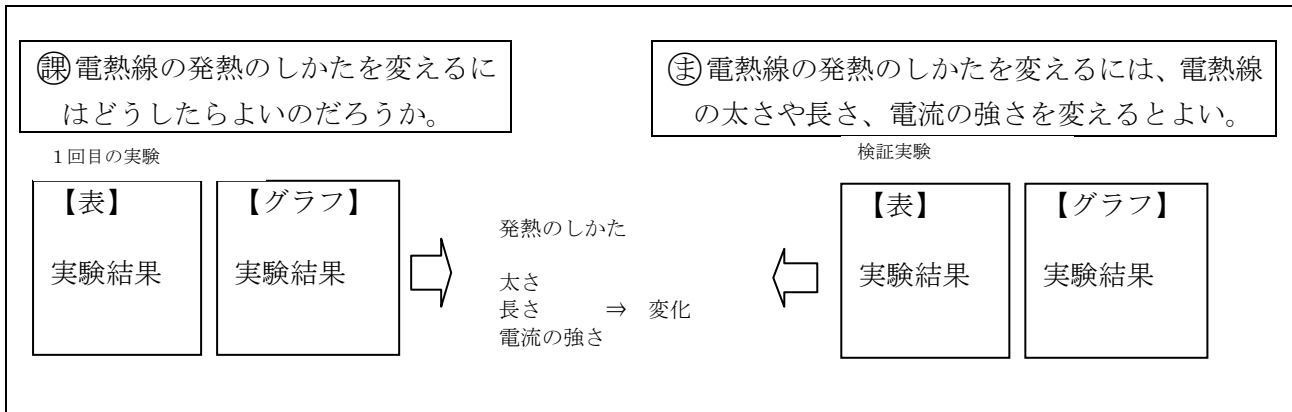 ㋕電熱線の発熱のしかたを変えるに
はどうしたらよいのだろうか。
㋮電熱線の発熱のしかたを変えるには、電熱線
の太さや長さ、電流の強さを変えるとよい。
1回目の実験
【表】
実験結果
【グラフ】
実験結果
発熱のしかた
太さ
長さ ⇒ 変化
電流の強さ
検証実験
【表】
実験結果
【グラフ】
実験結果